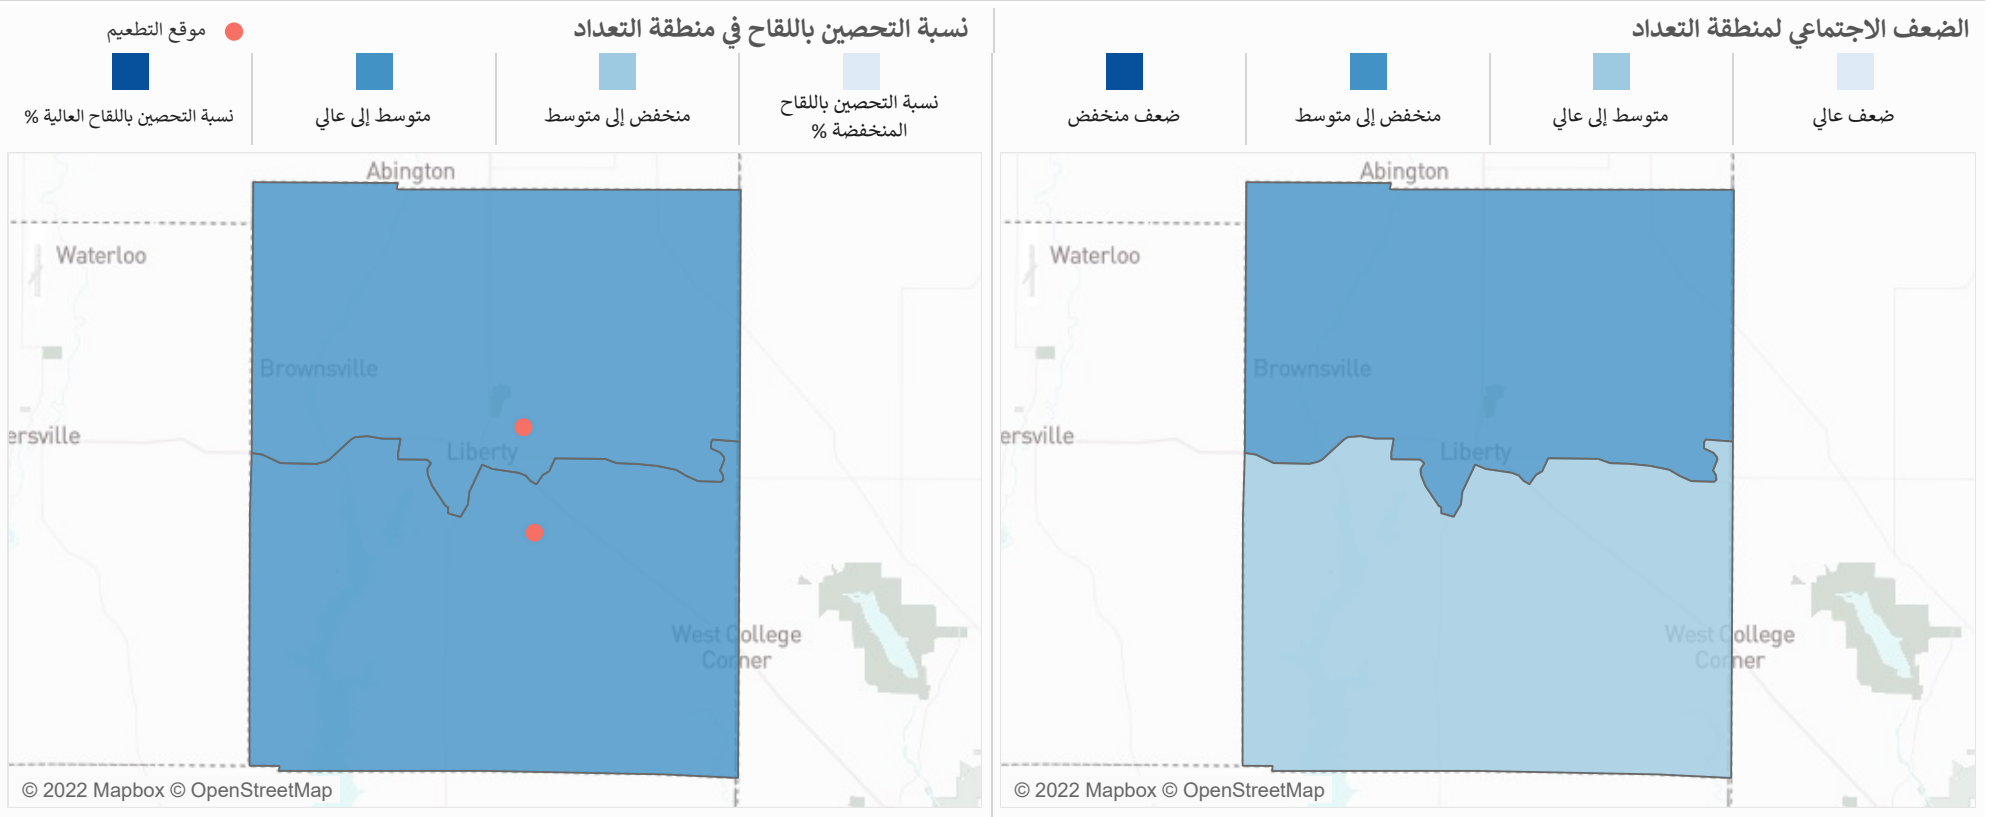 الضعف الاجتماعي لمنطقة التعداد
ضعف عالي
متوسط إلى عالي
منخفض إلى متوسط
ضعف منخفض
Abington
Waterloo
Brownsville
ersville
Liberty
West College
Corner
© 2022 Mapbox © OpenStreetMap
نسبة التحصين باللقاح في منطقة التعداد
موقع التطعيم
نسبة التحصين باللقاح
المنخفضة %
منخفض إلى متوسط
متوسط إلى عالي
نسبة التحصين باللقاح العالية %
Abington
Waterloo
Brownsville
ersville
Liberty
West College
Corner
© 2022 Mapbox © OpenStreetMap